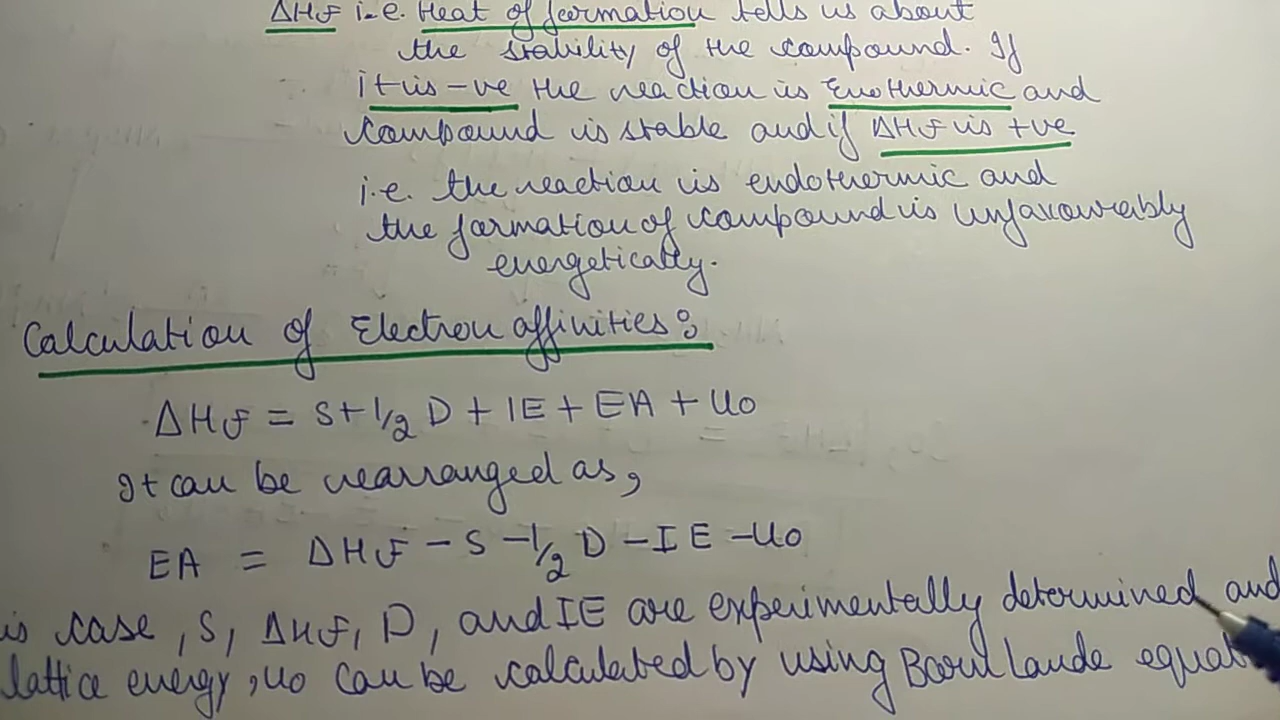 ΔHf i.e. Heat of formation tells us about
the stability of the compound. If
it is -ve the reaction is Exothermic and
compound is stable and if ΔHf is +ve
i.e. the reaction is endothermic and
the formation of compound is unfavourably
energetically.
Calculation of Electron affinities:
ΔHf = S + 1/2 D + IE + EA + U0
It can be rearranged as,
EA = ΔHf - S - 1/2 D - IE - U0
is case, S, ΔHf, D, and IE are experimentally determined and
lattice energy, U0 can be calculated by using Born Lande equat